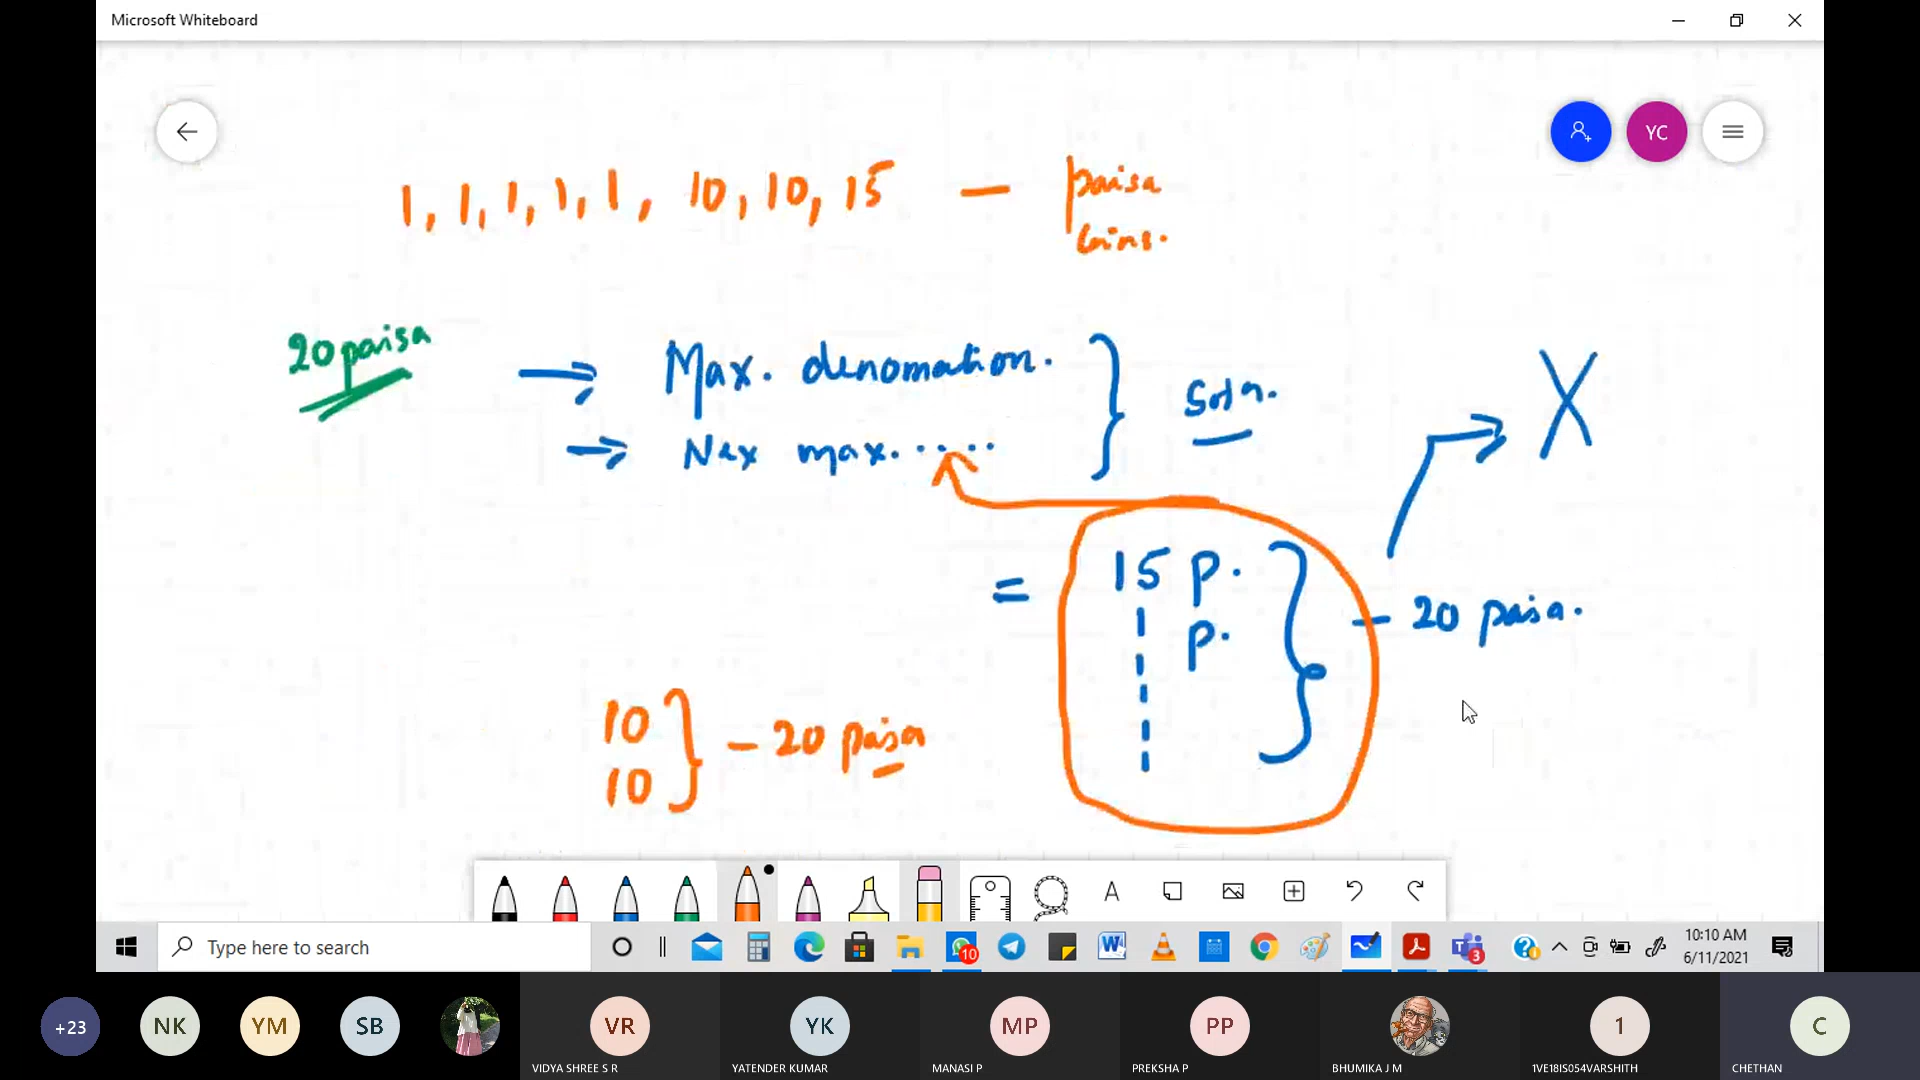 Microsoft Whiteboard
YC
1, 1, 1, 1, 1, 10, 10, 15 — paisa
coins.
20 paisa
Max. denomation.
Nex max. .....
Soln.
X
= 15 p.
1 p.
1
1
1
1
- 20 paisa.
10
10
- 20 paisa
A
Type here to search
10
3
10:10 AM
6/11/2021
+23
NK
YM
SB
VR
YK
MP
PP
1
C
VIDYA SHREE S R
YATENDER KUMAR
MANASI P
PREKSHA P
BHUMIKA J M
1VE18IS054VARSHITH
CHETHAN